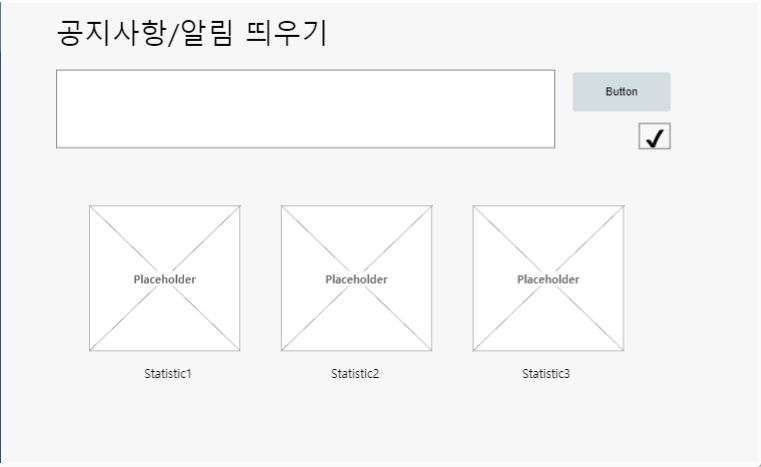 공지사항/알림 띄우기
Button
Placeholder
Placeholder
Placeholder
Statistic1
Statistic2
Statistic3